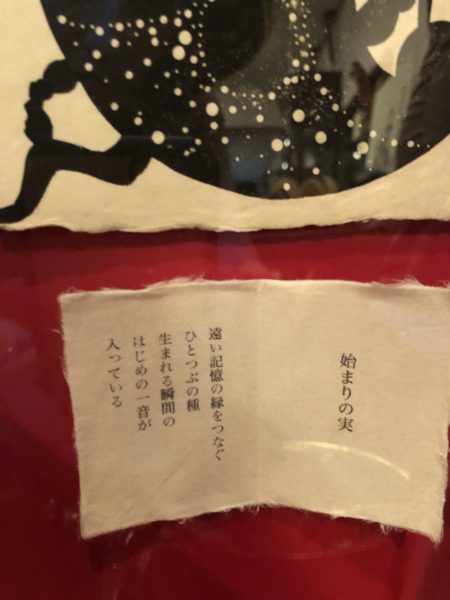 始まりの実
遠い記憶の縁をつなぐ
ひとつぶの種
生まれる瞬間の
はじめの一音が
入っている